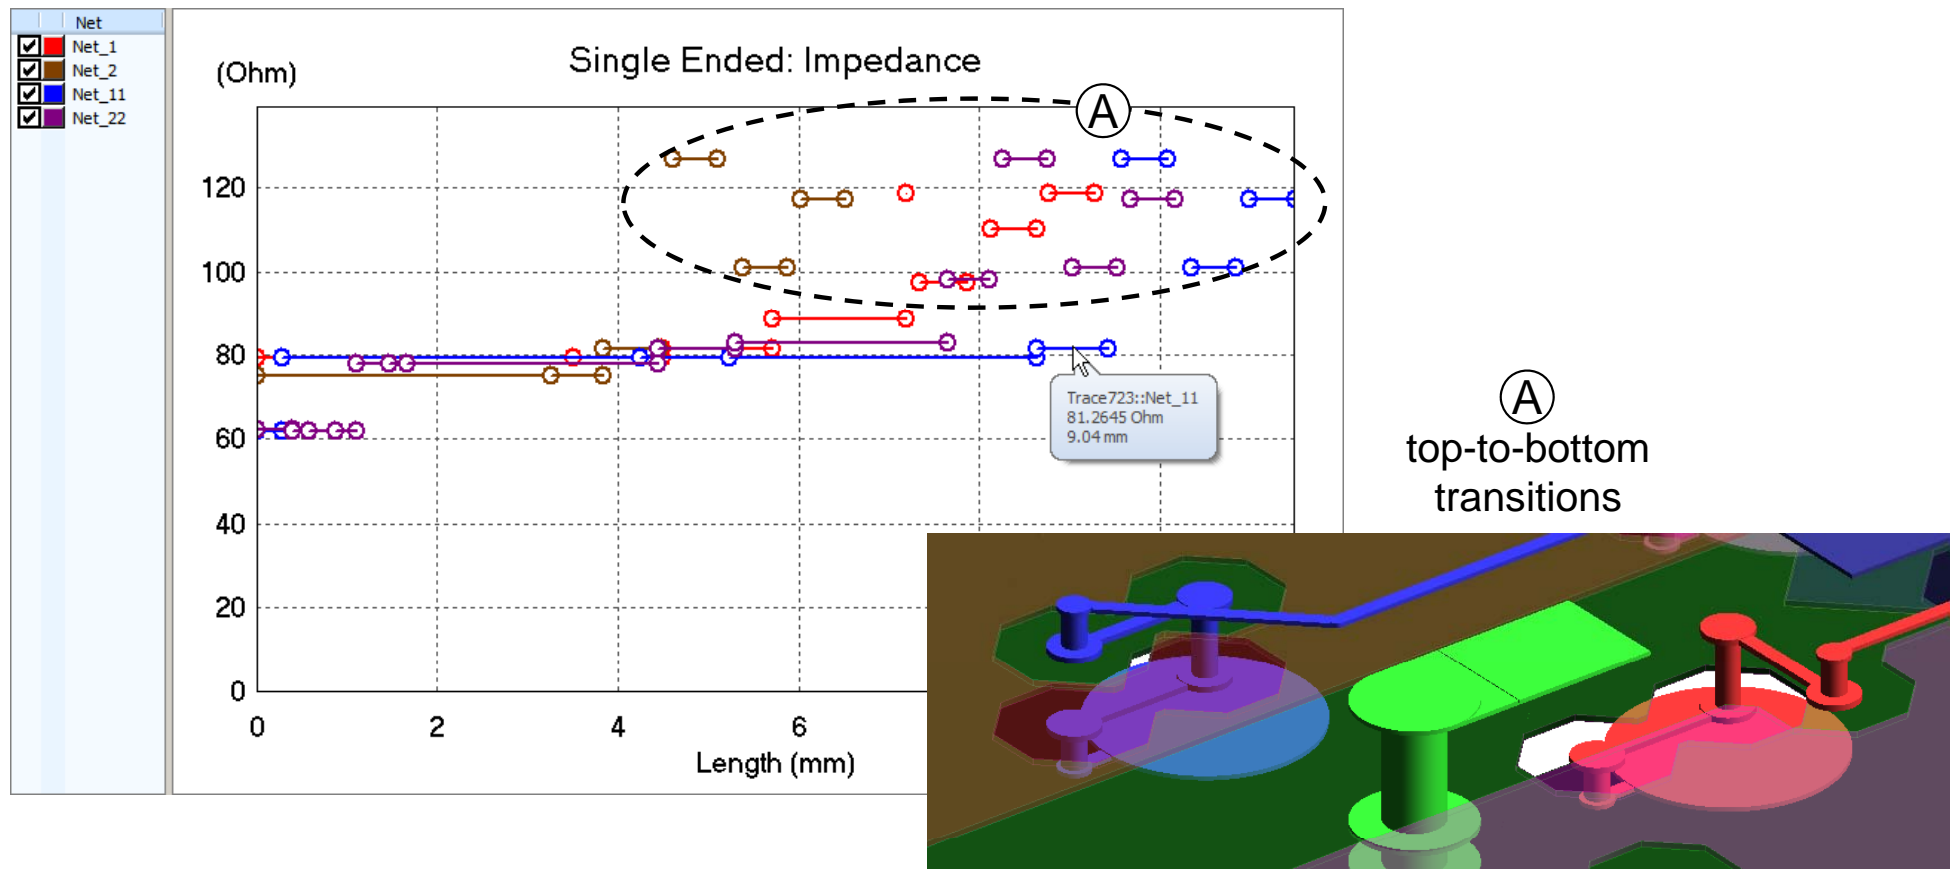 Net
Net_1
Net_2
Net_11
Net_22
Single Ended: Impedance
(Ohm)
A
120
100
80
60
40
20
0
0 2 4 6
Length (mm)
Trace723::Net_11
81.2645 Ohm
9.04 mm
A
top-to-bottom
transitions